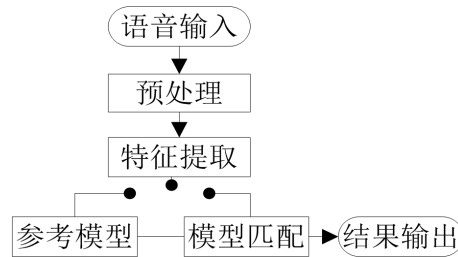 语音输入
预处理
特征提取
参考模型
模型匹配
结果输出